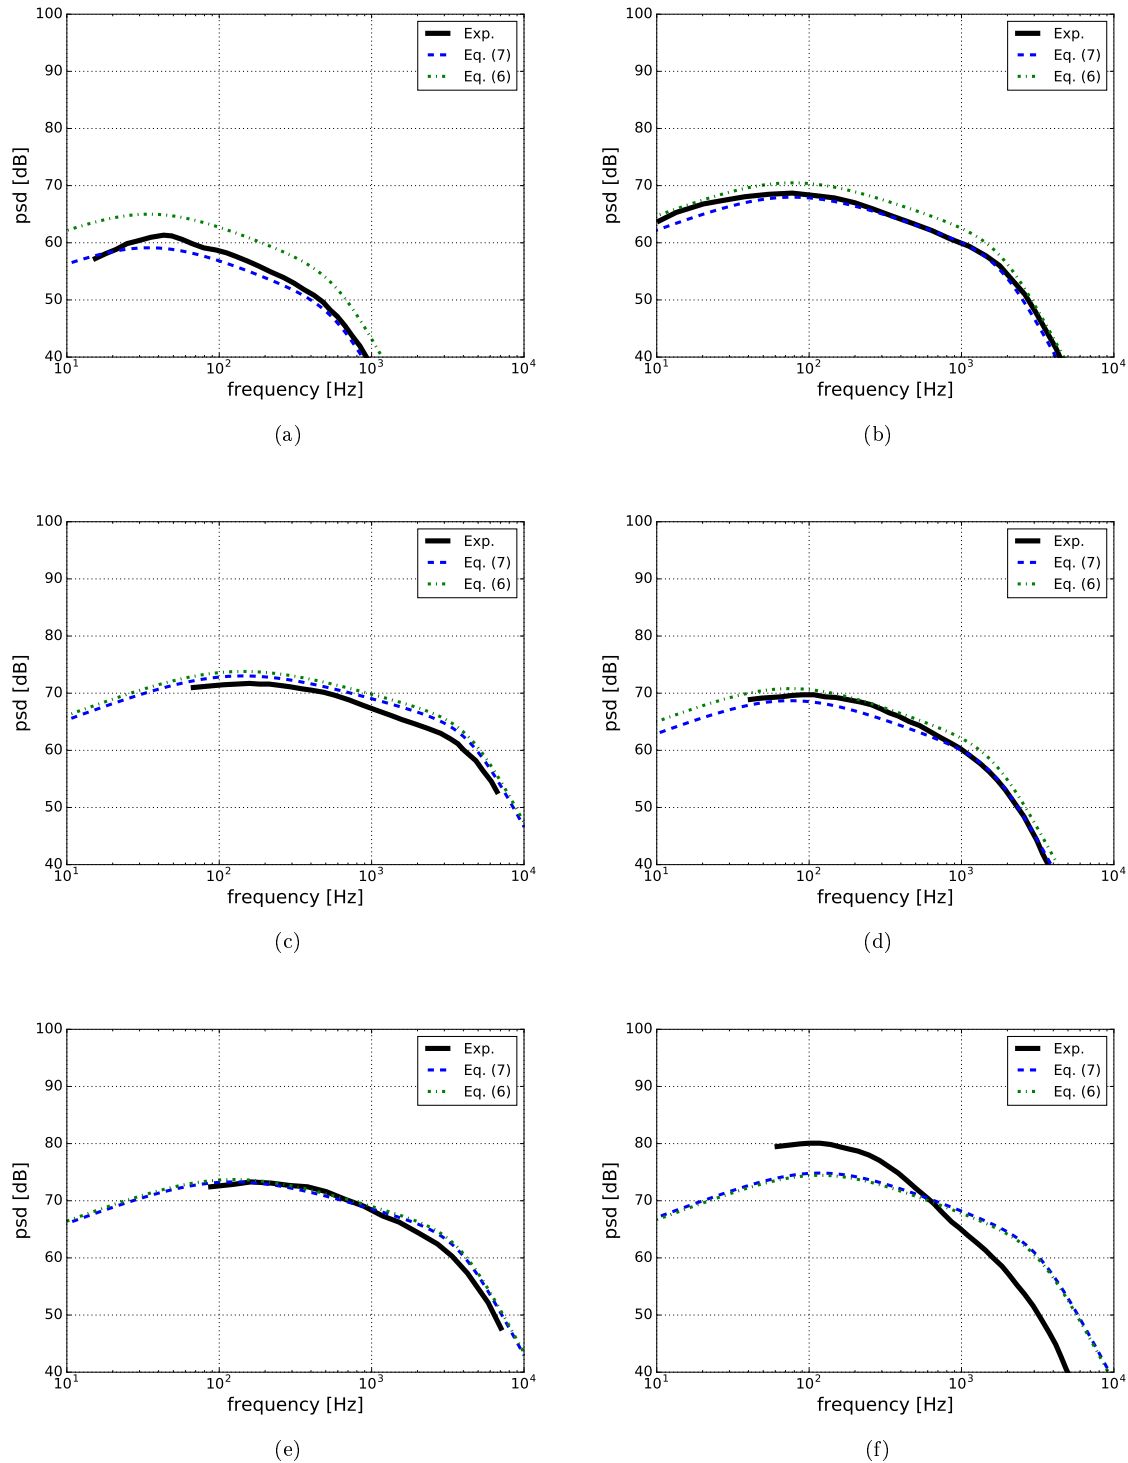 100
90
80
70
60
50
40
psd [dB]
10^1 10^2 10^3 10^4
frequency [Hz]
Exp.
Eq. (7)
Eq. (6)
(a)
100
90
80
70
60
50
40
psd [dB]
10^1 10^2 10^3 10^4
frequency [Hz]
Exp.
Eq. (7)
Eq. (6)
(b)
100
90
80
70
60
50
40
psd [dB]
10^1 10^2 10^3 10^4
frequency [Hz]
Exp.
Eq. (7)
Eq. (6)
(c)
100
90
80
70
60
50
40
psd [dB]
10^1 10^2 10^3 10^4
frequency [Hz]
Exp.
Eq. (7)
Eq. (6)
(d)
100
90
80
70
60
50
40
psd [dB]
10^1 10^2 10^3 10^4
frequency [Hz]
Exp.
Eq. (7)
Eq. (6)
(e)
100
90
80
70
60
50
40
psd [dB]
10^1 10^2 10^3 10^4
frequency [Hz]
Exp.
Eq. (7)
Eq. (6)
(f)